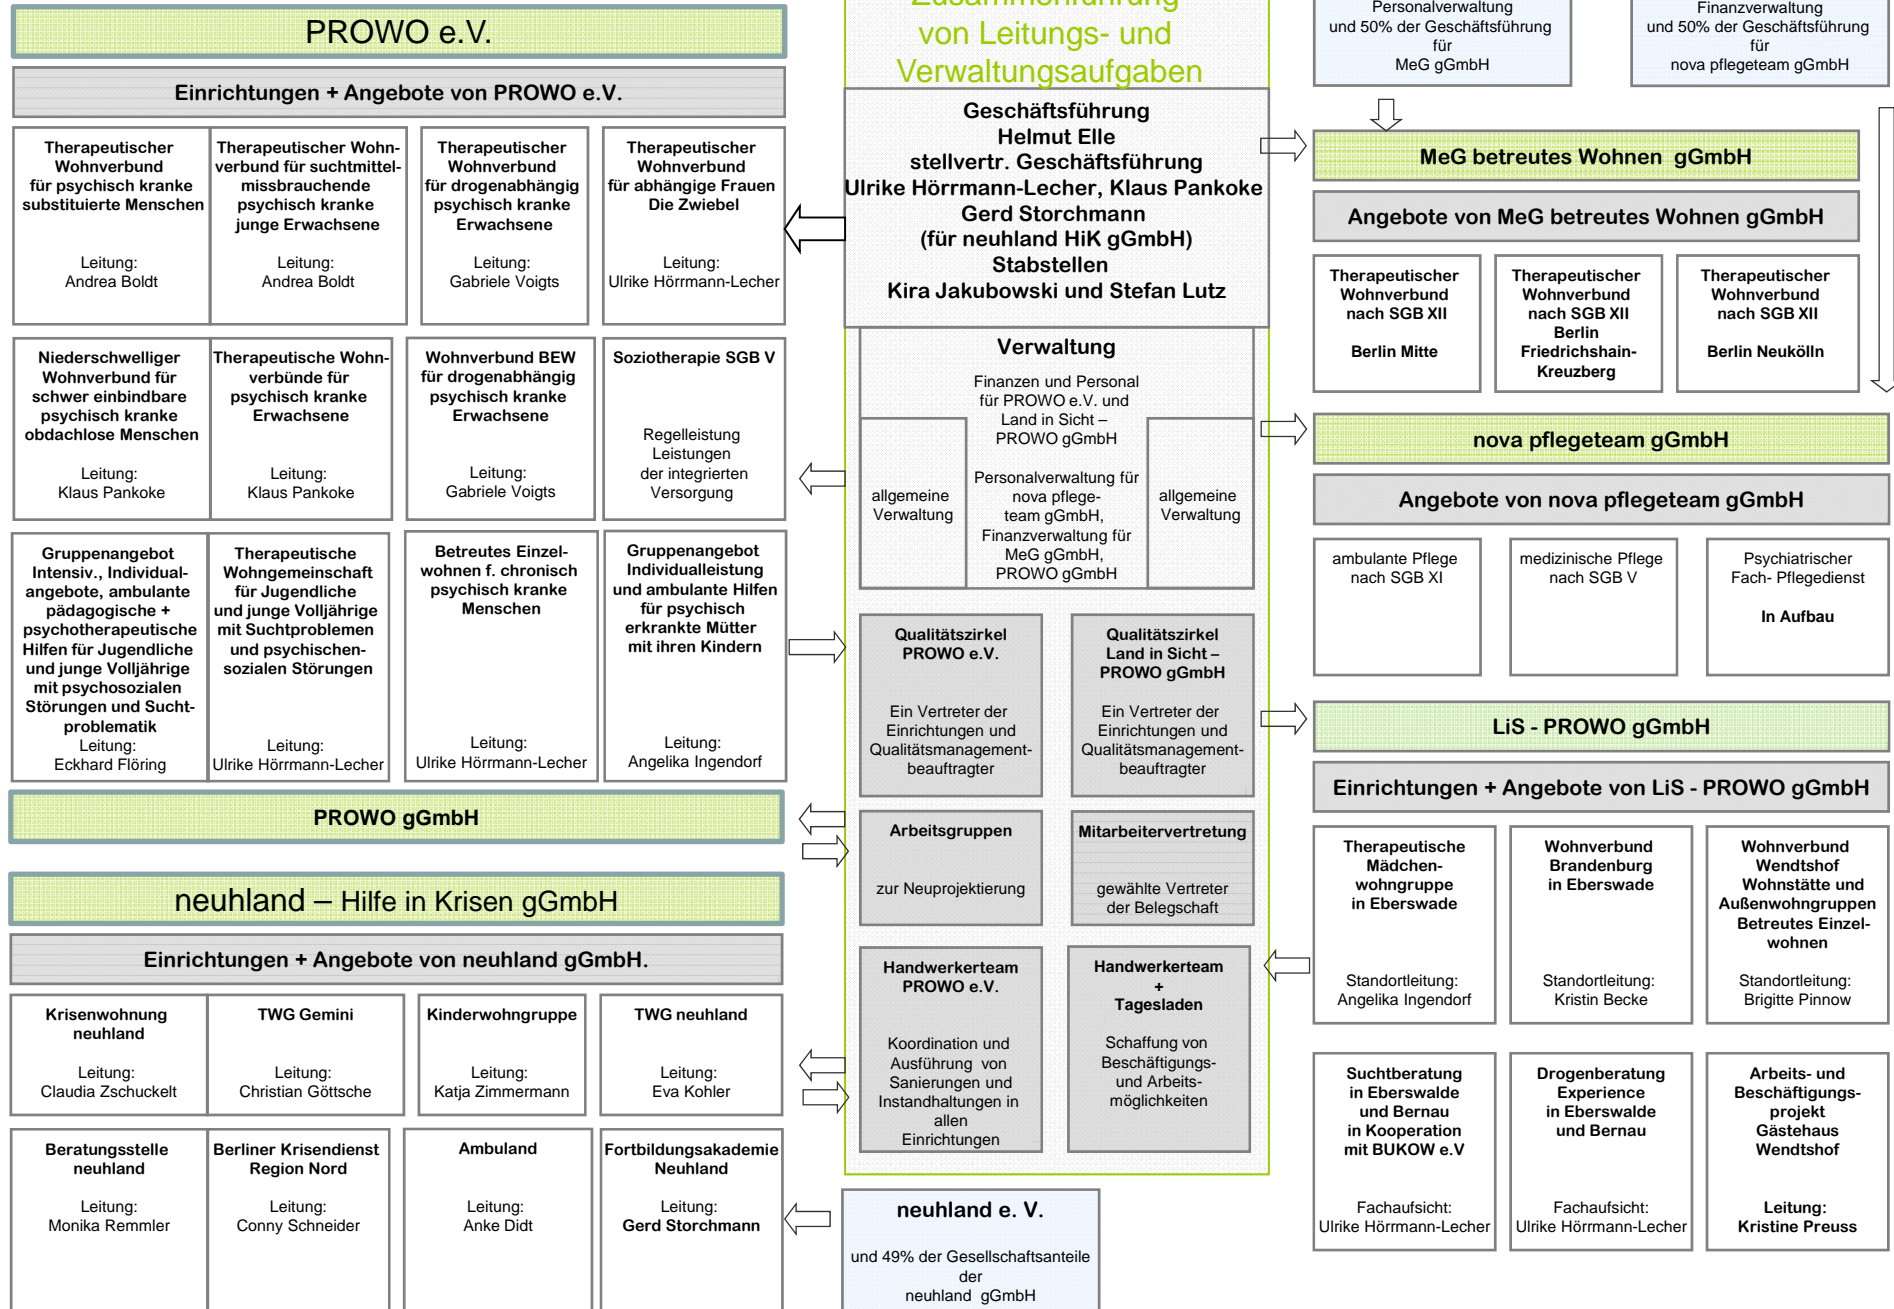 PROWO e.V.
Einrichtungen + Angebote von PROWO e.V.
Therapeutischer
Wohnverbund
für psychisch kranke
substituierte Menschen
Leitung:
Andrea Boldt
Therapeutischer Wohn-
verbund für suchtmittel-
missbrauchende
psychisch kranke
junge Erwachsene
Leitung:
Andrea Boldt
Therapeutischer
Wohnverbund
für drogenabhängig
psychisch kranke
Erwachsene
Leitung:
Gabriele Voigts
Therapeutischer
Wohnverbund
für abhängige Frauen
Die Zwiebel
Leitung:
Ulrike Hörrmann-Lecher
Niederschwelliger
Wohnverbund für
schwer einbindbare
psychisch kranke
obdachlose Menschen
Leitung:
Klaus Pankoke
Therapeutische Wohn-
verbünde für
psychisch kranke
Erwachsene
Leitung:
Klaus Pankoke
Wohnverbund BEW
für drogenabhängig
psychisch kranke
Erwachsene
Leitung:
Gabriele Voigts
Soziotherapie SGB V
Regelleistung
Leistungen
der integrierten
Versorgung
Gruppenangebot
Intensiv., Individual-
angebote, ambulante
pädagogische +
psychotherapeutische
Hilfen für Jugendliche
und junge Volljährige
mit psychosozialen
Störungen und Sucht-
problematik
Leitung:
Eckhard Flöring
Therapeutische
Wohngemeinschaft
für Jugendliche
und junge Volljährige
mit Suchtproblemen
und psychischen-
sozialen Störungen
Leitung:
Ulrike Hörrmann-Lecher
Betreutes Einzel-
wohnen f. chronisch
psychisch kranke
Menschen
Leitung:
Ulrike Hörrmann-Lecher
Gruppenangebot
Individualleistung
und ambulante Hilfen
für psychisch
erkrankte Mütter
mit ihren Kindern
Leitung:
Angelika Ingendorf
PROWO gGmbH
neuhland – Hilfe in Krisen gGmbH
Einrichtungen + Angebote von neuhland gGmbH.
Krisenwohnung
neuhland
Leitung:
Claudia Zschuckelt
TWG Gemini
Leitung:
Christian Göttsche
Kinderwohngruppe
Leitung:
Katja Zimmermann
TWG neuhland
Leitung:
Eva Kohler
Beratungsstelle
neuhland
Leitung:
Monika Remmler
Berliner Krisendienst
Region Nord
Leitung:
Conny Schneider
Ambuland
Leitung:
Anke Didt
Fortbildungsakademie
Neuhland
Leitung:
Gerd Storchmann
Zusammenführung
von Leitungs- und
Verwaltungsaufgaben
Geschäftsführung
Helmut Elle
stellvertr. Geschäftsführung
Ulrike Hörrmann-Lecher, Klaus Pankoke
Gerd Storchmann
(für neuhland HiK gGmbH)
Stabstellen
Kira Jakubowski und Stefan Lutz
Verwaltung
Finanzen und Personal
für PROWO e.V. und
Land in Sicht –
PROWO gGmbH
Personalverwaltung für
nova pflege-
team gGmbH,
Finanzverwaltung für
MeG gGmbH,
PROWO gGmbH
allgemeine
Verwaltung
allgemeine
Verwaltung
Qualitätszirkel
PROWO e.V.
Ein Vertreter der
Einrichtungen und
Qualitätsmanagement-
beauftragter
Qualitätszirkel
Land in Sicht –
PROWO gGmbH
Ein Vertreter der
Einrichtungen und
Qualitätsmanagement-
beauftragter
Arbeitsgruppen
zur Neuprojektierung
Mitarbeitervertretung
gewählte Vertreter
der Belegschaft
Handwerkerteam
PROWO e.V.
Koordination und
Ausführung von
Sanierungen und
Instandhaltungen in
allen
Einrichtungen
Handwerkerteam
+
Tagesladen
Schaffung von
Beschäftigungs-
und Arbeits-
möglichkeiten
neuhland e. V.
und 49% der Gesellschaftsanteile
der
neuhland gGmbH
Personalverwaltung
und 50% der Geschäftsführung
für
MeG gGmbH
Finanzverwaltung
und 50% der Geschäftsführung
für
nova pflegeteam gGmbH
MeG betreutes Wohnen gGmbH
Angebote von MeG betreutes Wohnen gGmbH
Therapeutischer
Wohnverbund
nach SGB XII
Berlin Mitte
Therapeutischer
Wohnverbund
nach SGB XII
Berlin
Friedrichshain-
Kreuzberg
Therapeutischer
Wohnverbund
nach SGB XII
Berlin Neukölln
nova pflegeteam gGmbH
Angebote von nova pflegeteam gGmbH
ambulante Pflege
nach SGB XI
medizinische Pflege
nach SGB V
Psychiatrischer
Fach- Pflegedienst
In Aufbau
LiS - PROWO gGmbH
Einrichtungen + Angebote von LiS - PROWO gGmbH
Therapeutische
Mädchen-
wohngruppe
in Eberswade
Standortleitung:
Angelika Ingendorf
Wohnverbund
Brandenburg
in Eberswade
Standortleitung:
Kristin Becke
Wohnverbund
Wendtshof
Wohnstätte und
Außenwohngruppen
Betreutes Einzel-
wohnen
Standortleitung:
Brigitte Pinnow
Suchtberatung
in Eberswalde
und Bernau
in Kooperation
mit BUKOW e.V
Fachaufsicht:
Ulrike Hörrmann-Lecher
Drogenberatung
Experience
in Eberswalde
und Bernau
Fachaufsicht:
Ulrike Hörrmann-Lecher
Arbeits- und
Beschäftigungs-
projekt
Gästehaus
Wendtshof
Leitung:
Kristine Preuss